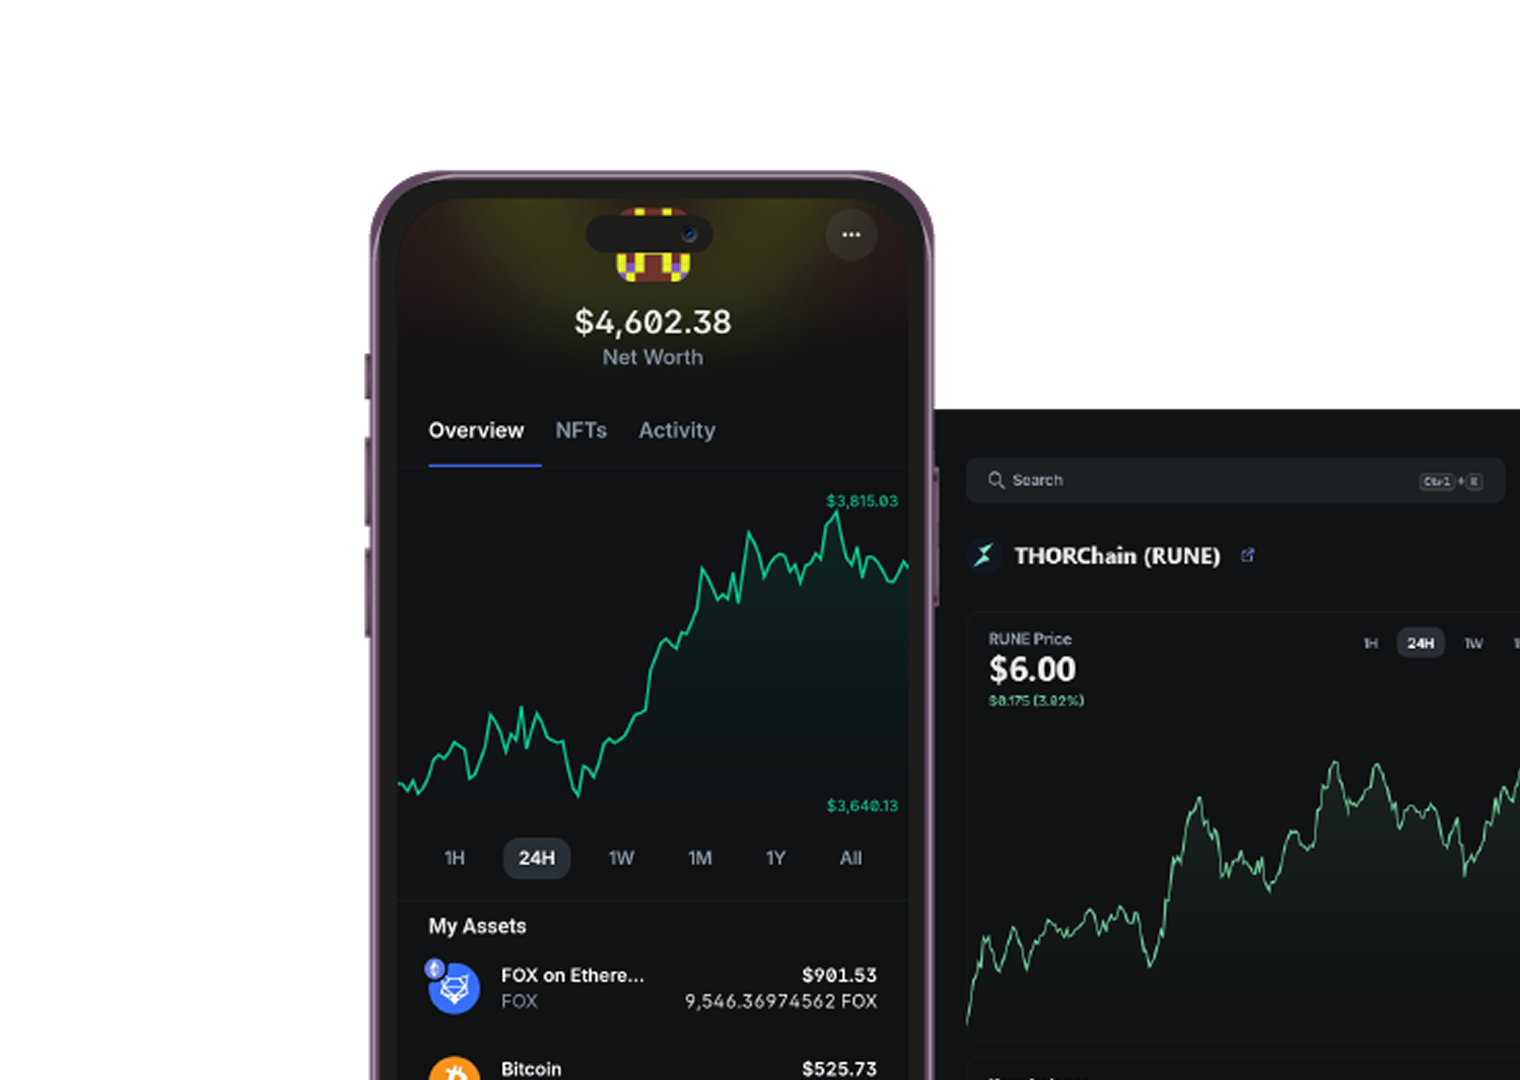 $4,602.38
Net Worth
Overview NFTs Activity
$3,815.03
$3,640.13
1H 24H 1W 1M 1Y All
My Assets
FOX on Ethere... $901.53
FOX 9,546.36974562 FOX
Bitcoin $525.73
Search Ctrl + K
THORChain (RUNE)
RUNE Price
1H 24H 1W
$6.00
$0.175 (3.02%)